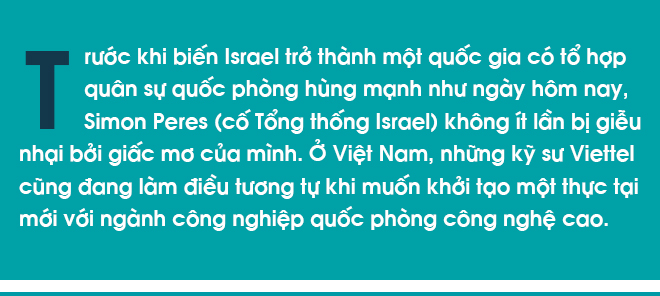 Trước khi biến Israel trở thành một quốc gia có tổ hợp
quân sự quốc phòng hùng mạnh như ngày hôm nay,
Simon Peres (cố Tổng thống Israel) không ít lần bị giễu
nhại bởi giấc mơ của mình. Ở Việt Nam, những kỹ sư Viettel
cũng đang làm điều tương tự khi muốn khởi tạo một thực tại
mới với ngành công nghiệp quốc phòng công nghệ cao.